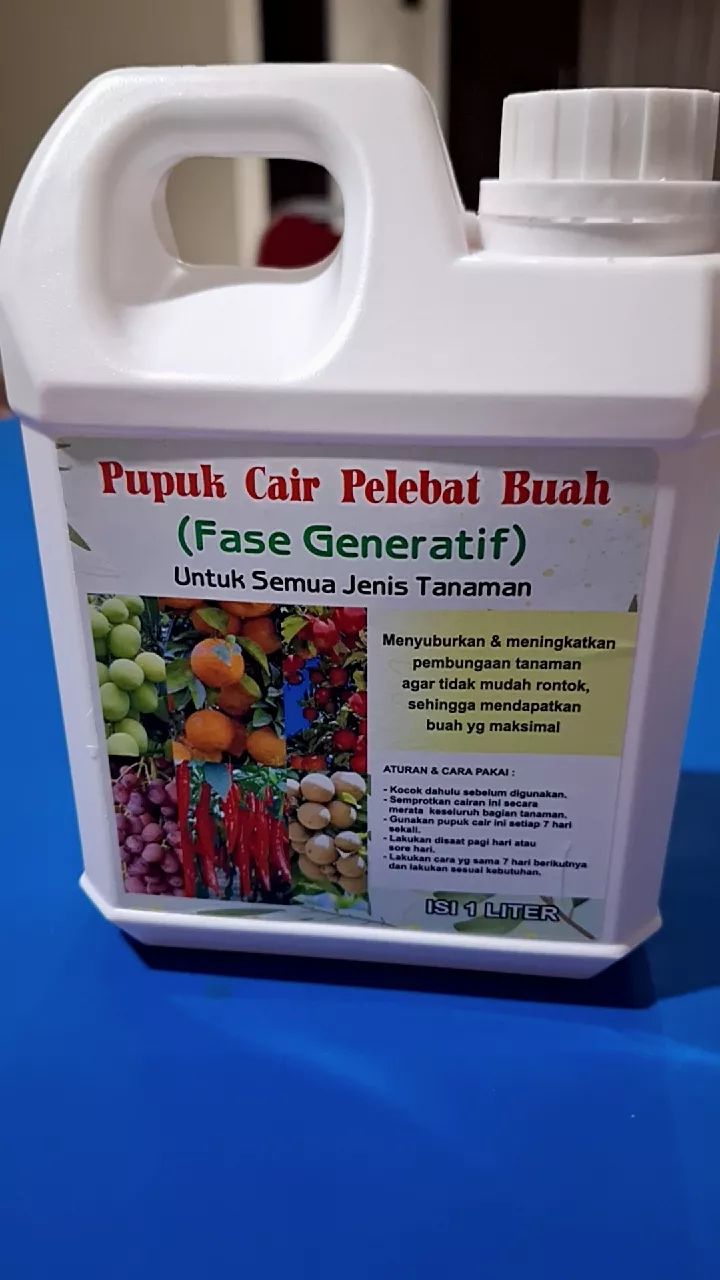 Pupuk Cair Pelebat Buah
(Fase Generatif)
Untuk Semua Jenis Tanaman
Menyuburkan & meningkatkan
pembungaan tanaman
agar tidak mudah rontok,
sehingga mendapatkan
buah yg maksimal
ATURAN & CARA PAKAI :
- Kocok dahulu sebelum digunakan.
- Semprotkan cairan ini secara
merata keseluruh bagian tanaman.
- Gunakan pupuk cair ini setiap 7 hari
sekali.
- Lakukan disaat pagi hari atau
sore hari.
- Lakukan cara yg sama 7 hari berikutnya
dan lakukan sesuai kebutuhan.
ISI 1 LITER